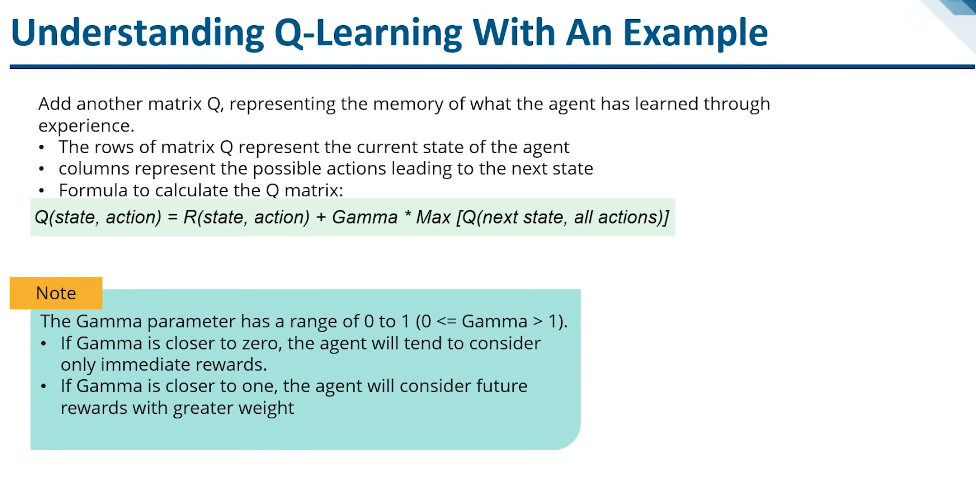 Understanding Q-Learning With An Example
Add another matrix Q, representing the memory of what the agent has learned through
experience.
• The rows of matrix Q represent the current state of the agent
• columns represent the possible actions leading to the next state
• Formula to calculate the Q matrix:
Q(state, action) = R(state, action) + Gamma * Max [Q(next state, all actions)]
Note
The Gamma parameter has a range of 0 to 1 (0 <= Gamma > 1).
• If Gamma is closer to zero, the agent will tend to consider
only immediate rewards.
• If Gamma is closer to one, the agent will consider future
rewards with greater weight